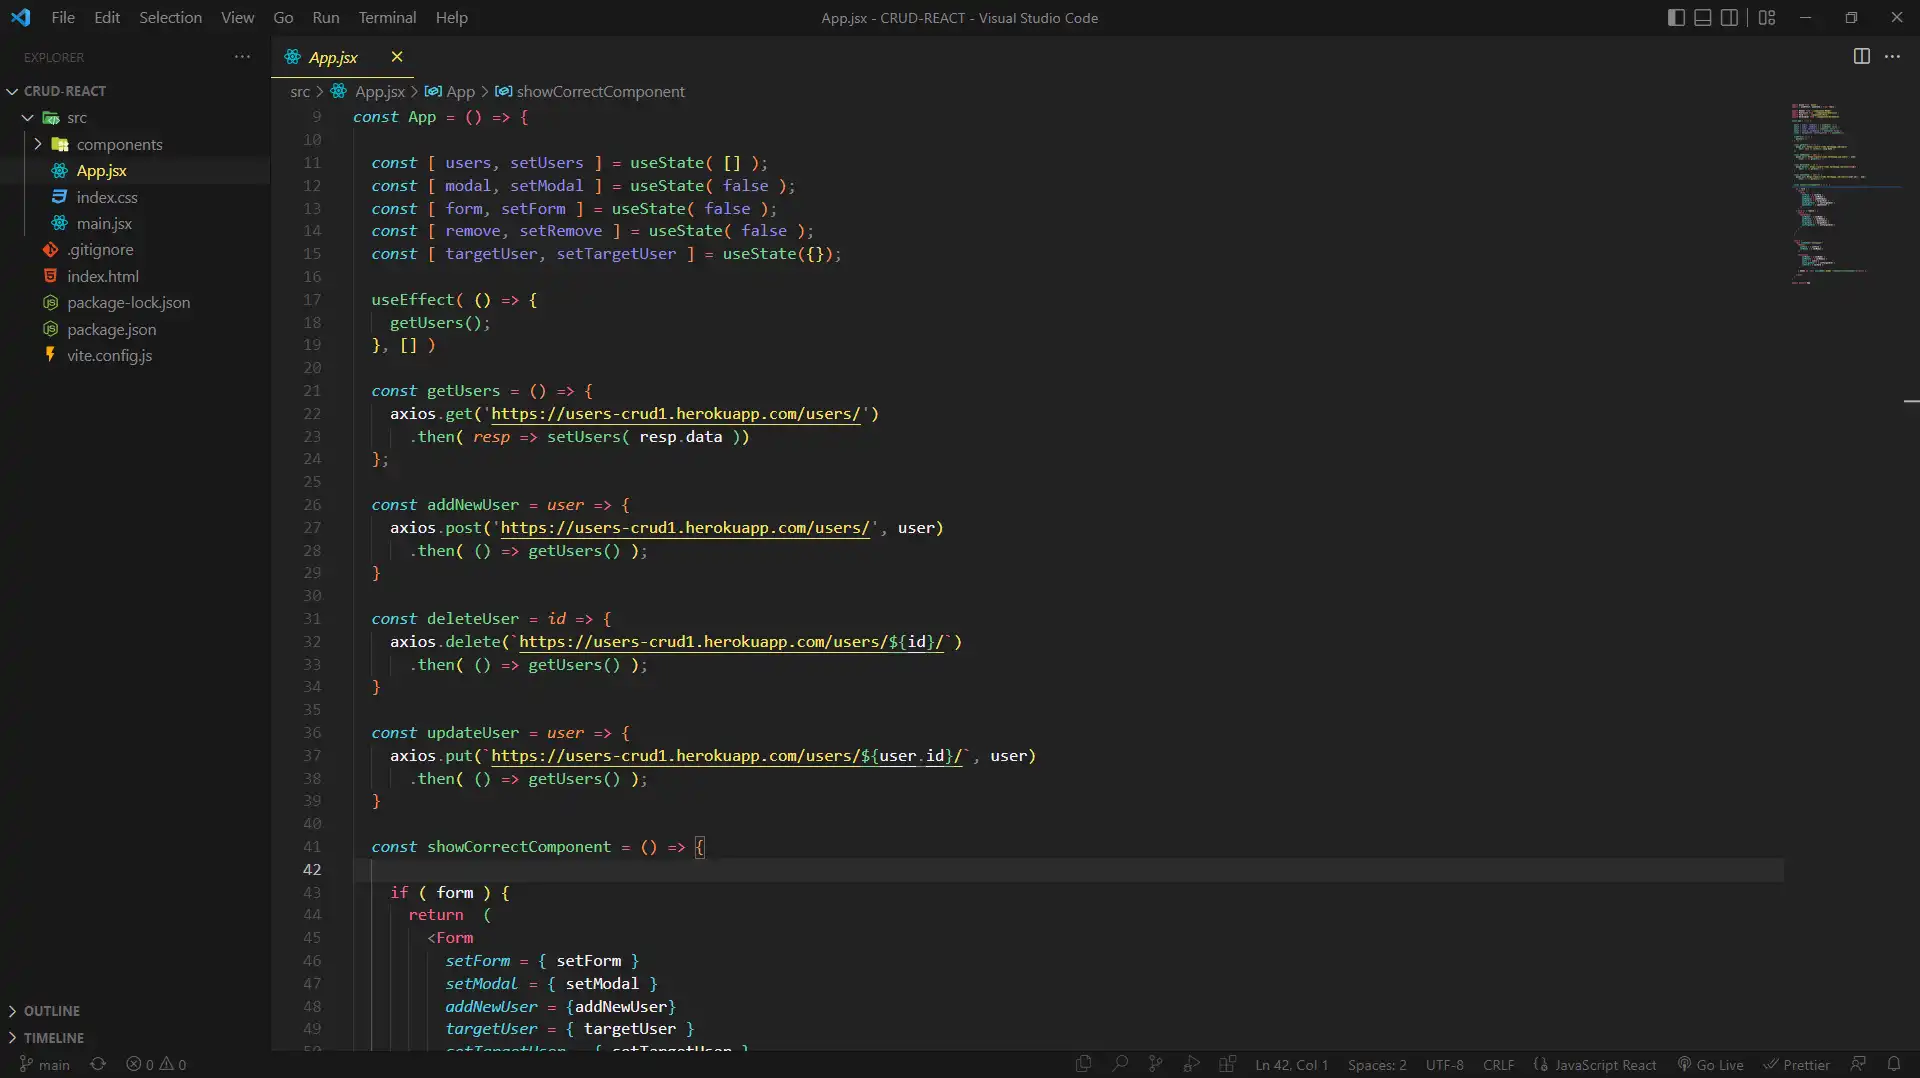 File Edit Selection View Go Run Terminal Help
App.jsx - CRUD-REACT - Visual Studio Code
EXPLORER
CRUD-REACT
src
components
App.jsx
index.css
main.jsx
.gitignore
index.html
package-lock.json
package.json
vite.config.js
OUTLINE
TIMELINE
App.jsx
src > App.jsx > App > showCorrectComponent
9 const App = () => {
10
11 const [ users, setUsers ] = useState( [] );
12 const [ modal, setModal ] = useState( false );
13 const [ form, setForm ] = useState( false );
14 const [ remove, setRemove ] = useState( false );
15 const [ targetUser, setTargetUser ] = useState({});
16
17 useEffect( () => {
18 getUsers();
19 }, [] )
20
21 const getUsers = () => {
22 axios.get('https://users-crud1.herokuapp.com/users/')
23 .then( resp => setUsers( resp.data ))
24 };
25
26 const addNewUser = user => {
27 axios.post('https://users-crud1.herokuapp.com/users/', user)
28 .then( () => getUsers() );
29 }
30
31 const deleteUser = id => {
32 axios.delete(`https://users-crud1.herokuapp.com/users/${id}/`)
33 .then( () => getUsers() );
34 }
35
36 const updateUser = user => {
37 axios.put(`https://users-crud1.herokuapp.com/users/${user.id}/`, user)
38 .then( () => getUsers() );
39 }
40
41 const showCorrectComponent = () => {
42
43 if ( form ) {
44 return (
45 <Form
46 setForm = { setForm }
47 setModal = { setModal }
48 addNewUser = {addNewUser}
49 targetUser = { targetUser }
50 setTargetUser = { setTargetUser }
main 0 0 Ln 42, Col 1 Spaces: 2 UTF-8 CRLF JavaScript React Go Live Prettier